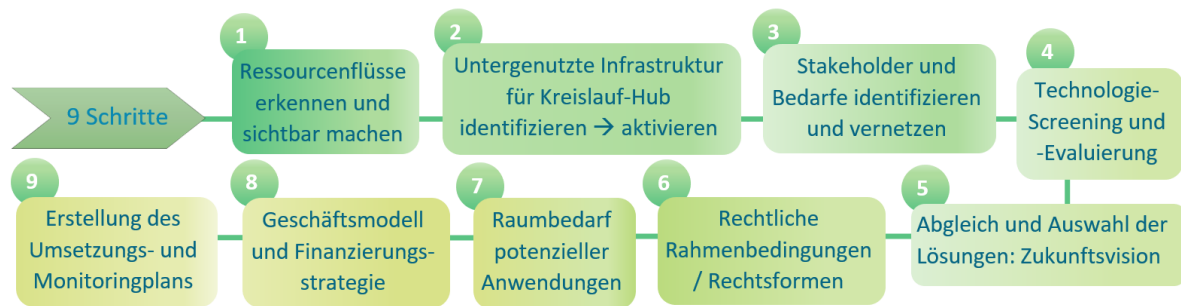 9 Schritte
1
Ressourcenflüsse
erkennen und
sichtbar machen
2
Untergenutzte Infrastruktur
für Kreislauf-Hub
identifizieren → aktivieren
3
Stakeholder und
Bedarfe identifizieren
und vernetzen
4
Technologie-
Screening und
-Evaluierung
5
Abgleich und Auswahl der
Lösungen: Zukunftsvision
6
Rechtliche
Rahmenbedingungen
/ Rechtsformen
7
Raumbedarf
potenzieller
Anwendungen
8
Geschäftsmodell
und Finanzierungs-
strategie
9
Erstellung des
Umsetzungs- und
Monitoringplans